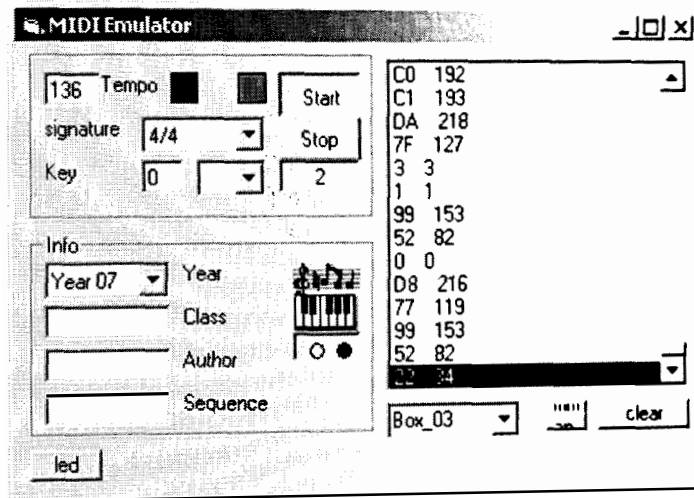 MIDI Emulator
136 Tempo
Start
signature 4/4
Stop
Key 0
2
Info
Year 07 Year
Class
Author
Sequence
led
C0 192
C1 193
DA 218
7F 127
3 3
1 1
99 153
52 82
0 0
D8 216
77 119
99 153
52 82
22 34
Box_03
clear